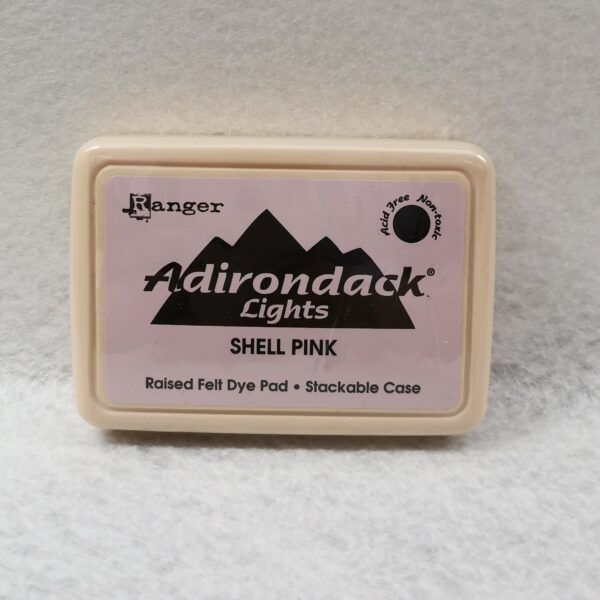 Ranger
Acid Free Non-toxic
Adirondack®
Lights
SHELL PINK
Raised Felt Dye Pad • Stackable Case